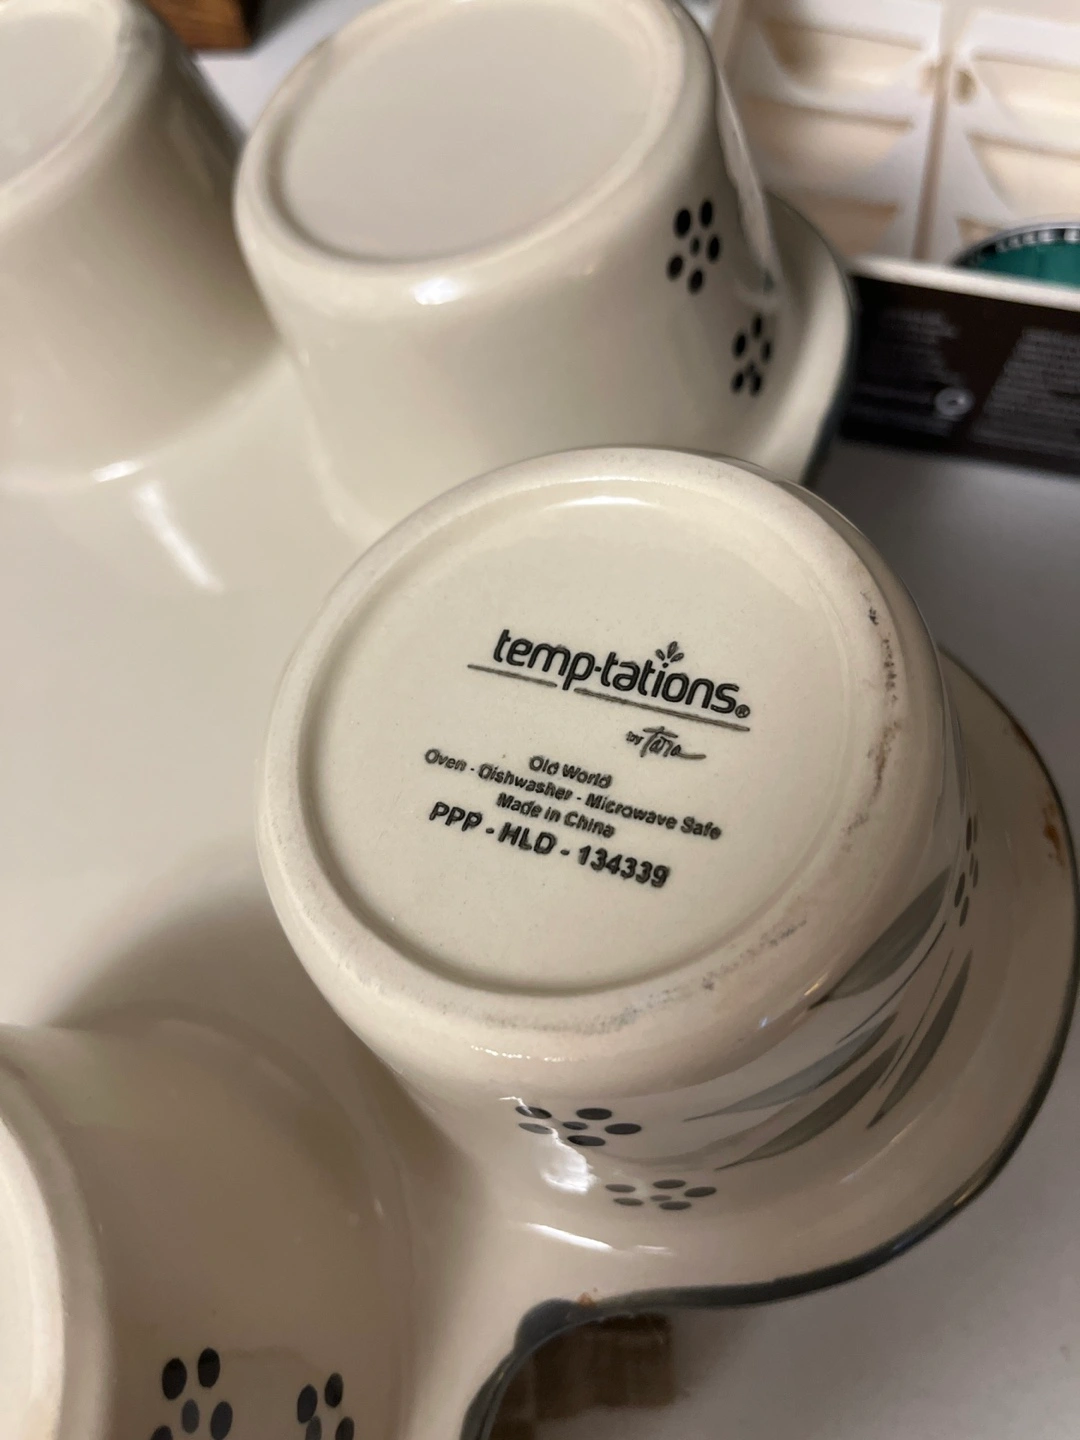 temp-tations®
by Tara
Old World
Oven - Dishwasher - Microwave Safe
Made in China
PPP - HLD - 134339